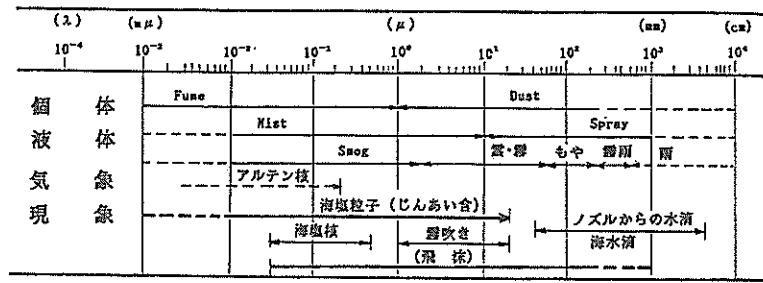 (λ) (mμ) (μ) (mm) (cm)
10⁻⁴ 10⁻³ 10⁻² 10⁻¹ 10⁰ 10¹ 10² 10³ 10⁴
個体 Fume Dust
液体 Mist Spray
Smog 雲・霧 もや 霧雨 雨
気象 アルテン核
現象 海塩粒子(じんあい含)
海塩核 霧吹き ノズルからの水滴
(飛沫) 海水滴